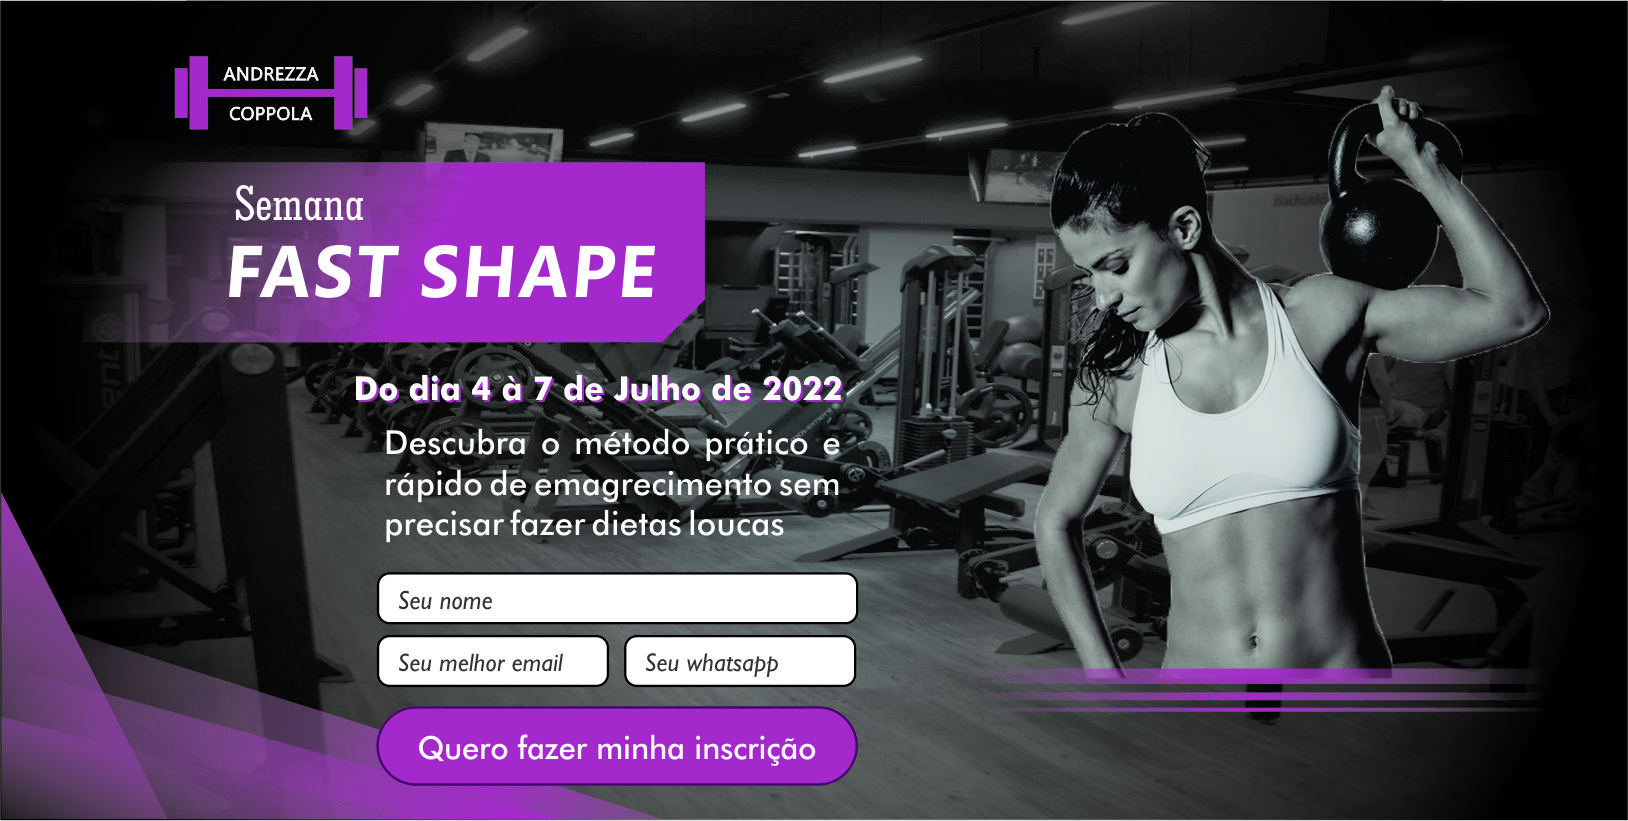 ANDREZZA
COPPOLA
riachuelo
Semana
FAST SHAPE
Do dia 4 à 7 de Julho de 2022
Descubra o método prático e
rápido de emagrecimento sem
precisar fazer dietas loucas
Seu nome
Seu melhor email
Seu whatsapp
Quero fazer minha inscrição